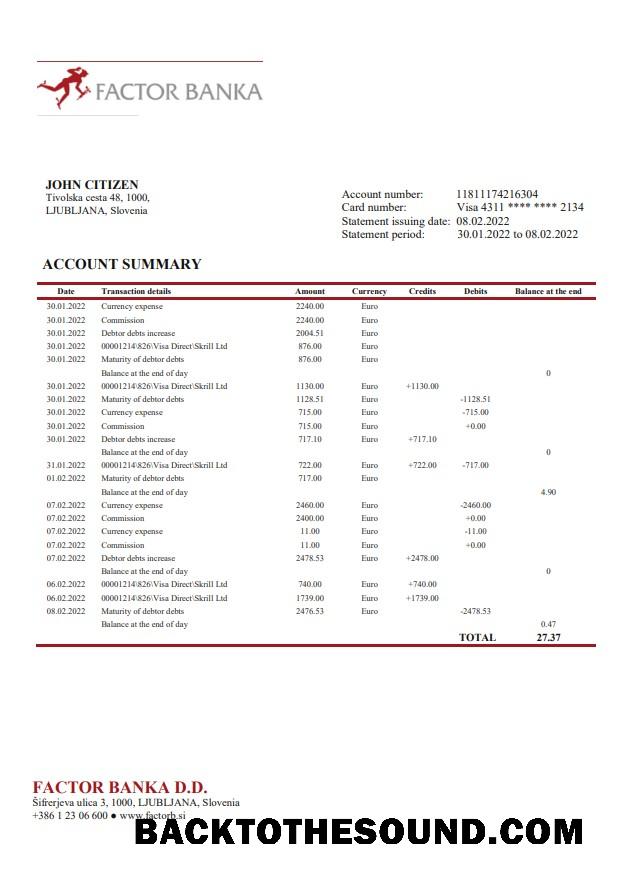 FACTOR BANKA
JOHN CITIZEN
Tivolska cesta 48, 1000,
LJUBLJANA, Slovenia
Account number: 11811174216304
Card number: Visa 4311 **** **** 2134
Statement issuing date: 08.02.2022
Statement period: 30.01.2022 to 08.02.2022
ACCOUNT SUMMARY
Date Transaction details Amount Currency Credits Debits Balance at the end
30.01.2022 Currency expense 2240.00 Euro
30.01.2022 Commission 2240.00 Euro
30.01.2022 Debtor debts increase 2004.51 Euro
30.01.2022 00001214\826\Visa Direct\Skrill Ltd 876.00 Euro
30.01.2022 Maturity of debtor debts 876.00 Euro
Balance at the end of day 0
30.01.2022 00001214\826\Visa Direct\Skrill Ltd 1130.00 Euro +1130.00
30.01.2022 Maturity of debtor debts 1128.51 Euro -1128.51
30.01.2022 Currency expense 715.00 Euro -715.00
30.01.2022 Commission 715.00 Euro +0.00
30.01.2022 Debtor debts increase 717.10 Euro +717.10
Balance at the end of day 0
31.01.2022 00001214\826\Visa Direct\Skrill Ltd 722.00 Euro +722.00 -717.00
01.02.2022 Maturity of debtor debts 717.00 Euro
Balance at the end of day 4.90
07.02.2022 Currency expense 2460.00 Euro -2460.00
07.02.2022 Commission 2400.00 Euro +0.00
07.02.2022 Currency expense 11.00 Euro -11.00
07.02.2022 Commission 11.00 Euro +0.00
07.02.2022 Debtor debts increase 2478.53 Euro +2478.00
Balance at the end of day 0
06.02.2022 00001214\826\Visa Direct\Skrill Ltd 740.00 Euro +740.00
06.02.2022 00001214\826\Visa Direct\Skrill Ltd 1739.00 Euro +1739.00
08.02.2022 Maturity of debtor debts 2476.53 Euro -2478.53
Balance at the end of day 0.47
TOTAL 27.37
FACTOR BANKA D.D.
Šifrerjeva ulica 3, 1000, LJUBLJANA, Slovenia
+386 1 23 06 600 ● www.factorb.si
BACKTOTHESOUND.COM